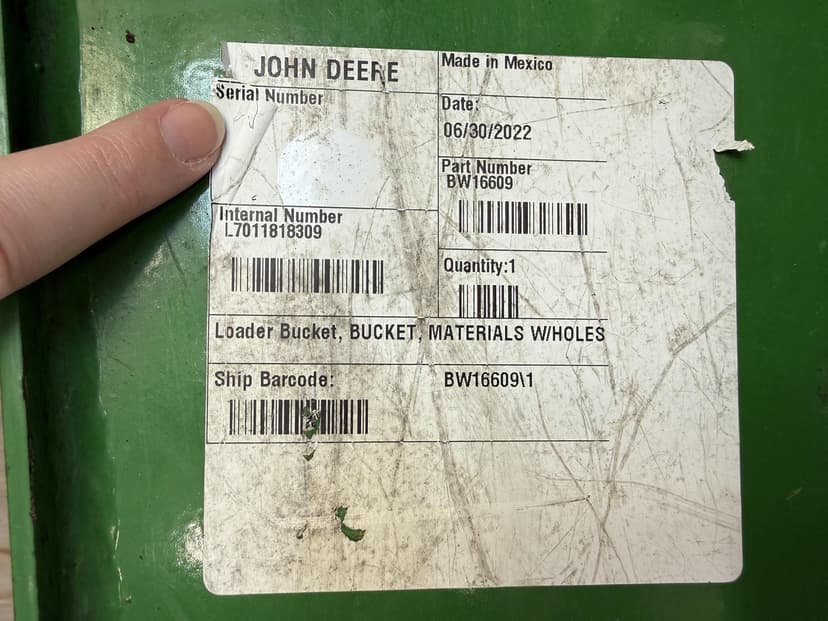 JOHN DEERE
Made in Mexico
Serial Number
Date:
06/30/2022
Part Number
BW16609
Internal Number
L7011818309
Quantity:1
Loader Bucket, BUCKET, MATERIALS W/HOLES
Ship Barcode:
BW16609\1